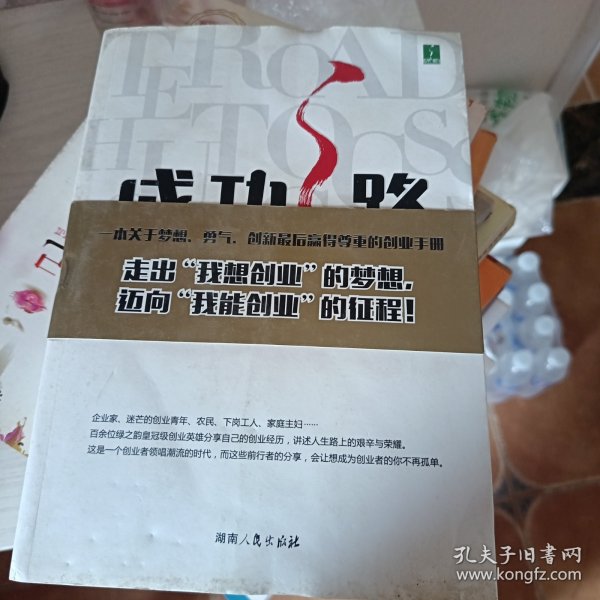 THE ROAD
TO
成功之路
一本关于梦想、勇气、创新最后赢得尊重的创业手册
走出“我想创业”的梦想，
迈向“我能创业”的征程！
企业家、迷茫的创业青年、农民、下岗工人、家庭主妇……
百余位绿之韵皇冠级创业英雄分享自己的创业经历，讲述人生路上的艰辛与荣耀。
这是一个创业者领唱潮流的时代，而这些前行者的分享，会让想成为创业者的你不再孤单。
湖南人民出版社
孔夫子旧书网
www.kongfz.com